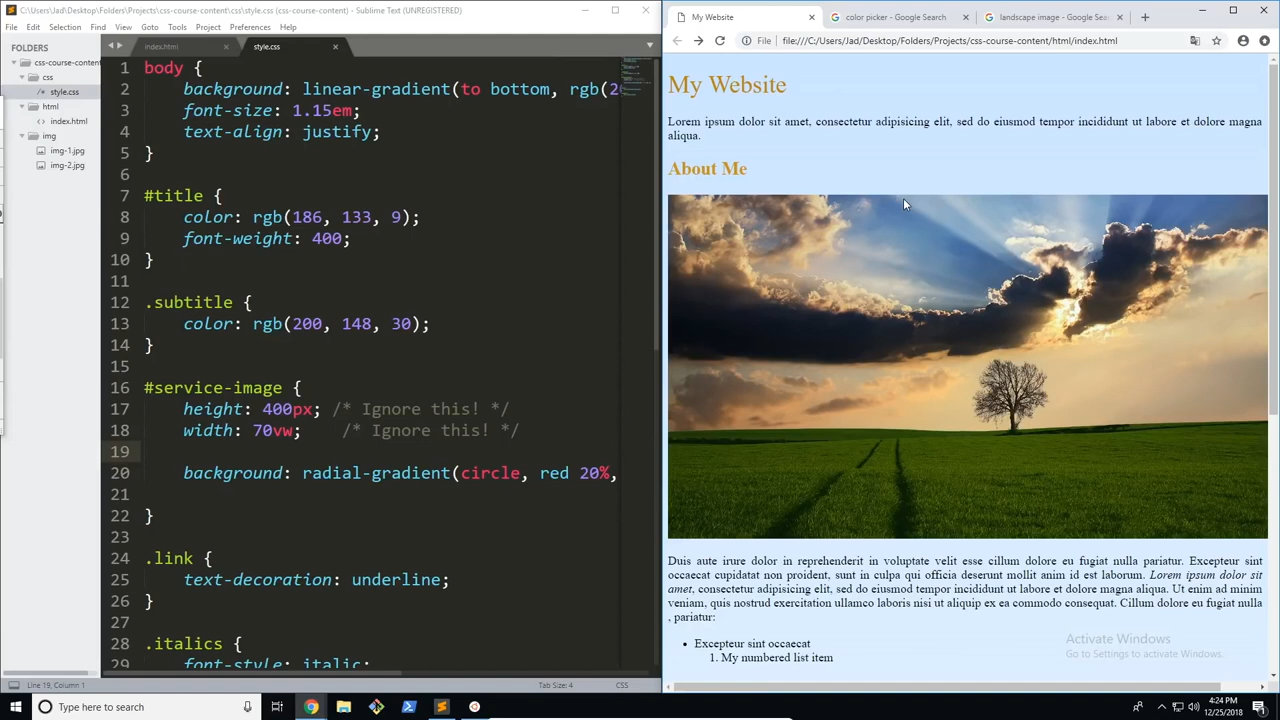 C:\Users\Jad\Desktop\Folders\Projects\css-course-content\css\style.css (css-course-content) - Sublime Text (UNREGISTERED)
File Edit Selection Find View Goto Tools Project Preferences Help
FOLDERS
css-course-content
css
/* style.css
html
<> index.html
img
img-1.jpg
img-2.jpg
index.html
style.css
1 body {
2 background: linear-gradient(to bottom, rgb(2
3 font-size: 1.15em;
4 text-align: justify;
5 }
6
7 #title {
8 color: rgb(186, 133, 9);
9 font-weight: 400;
10 }
11
12 .subtitle {
13 color: rgb(200, 148, 30);
14 }
15
16 #service-image {
17 height: 400px; /* Ignore this! */
18 width: 70vw; /* Ignore this! */
19
20 background: radial-gradient(circle, red 20%,
21
22 }
23
24 .link {
25 text-decoration: underline;
26 }
27
28 .italics {
29 font-style: italic;
Line 19, Column 1
Tab Size: 4
CSS
My Website
color picker - Google Search
landscape image - Google Sea
File file:///C:/Users/Jad/Desktop/Folders/Projects/css-course-content/html/index.html
My Website
Lorem ipsum dolor sit amet, consectetur adipisicing elit, sed do eiusmod tempor incididunt ut labore et dolore magna
aliqua.
About Me
Duis aute irure dolor in reprehenderit in voluptate velit esse cillum dolore eu fugiat nulla pariatur. Excepteur sint
occaecat cupidatat non proident, sunt in culpa qui officia deserunt mollit anim id est laborum. Lorem ipsum dolor sit
amet, consectetur adipisicing elit, sed do eiusmod tempor incididunt ut labore et dolore magna aliqua. Ut enim ad minim
veniam, quis nostrud exercitation ullamco laboris nisi ut aliquip ex ea commodo consequat. Cillum dolore eu fugiat nulla
, pariatur:
• Excepteur sint occaecat
1. My numbered list item
Activate Windows
Go to Settings to activate Windows.
Type here to search
4:24 PM
12/25/2018